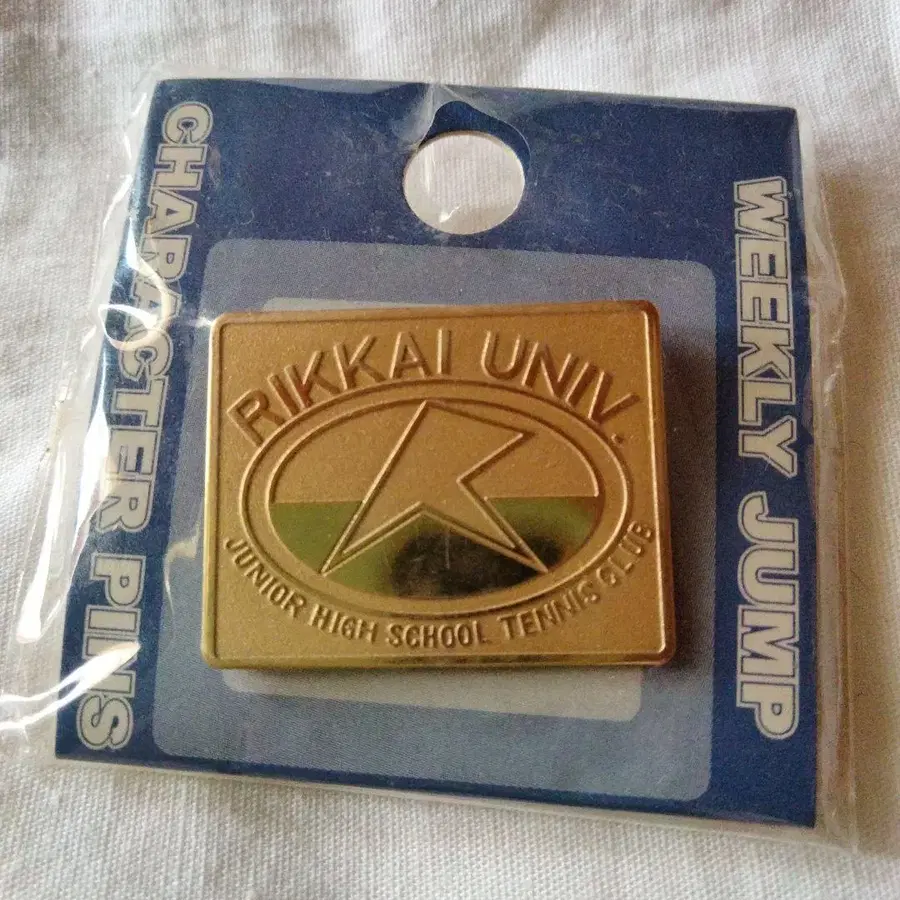 CHARACTER PINS
WEEKLY JUMP
RIKKAI UNIV.
JUNIOR HIGH SCHOOL TENNIS CLUB